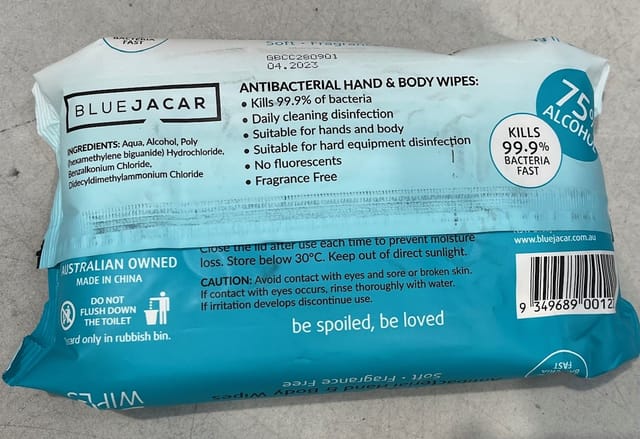 BACTERIA
FAST
Soft • Fragran
GBCC280901
04.2023
BLUEJACAR
INGREDIENTS: Aqua, Alcohol, Poly
(hexamethylene biguanide) Hydrochloride,
Benzalkonium Chloride,
Didecyldimethylammonium Chloride
ANTIBACTERIAL HAND & BODY WIPES:
• Kills 99.9% of bacteria
• Daily cleaning disinfection
• Suitable for hands and body
• Suitable for hard equipment disinfection
• No fluorescents
• Fragrance Free
75%
ALCOHOL
KILLS
99.9%
BACTERIA
FAST
Close the lid after use each time to prevent moisture
loss. Store below 30°C. Keep out of direct sunlight.
CAUTION: Avoid contact with eyes and sore or broken skin.
If contact with eyes occurs, rinse thoroughly with water.
If irritation develops discontinue use.
be spoiled, be loved
AUSTRALIAN OWNED
MADE IN CHINA
DO NOT
FLUSH DOWN
THE TOILET
card only in rubbish bin.
www.bluejacar.com.au
9 349689 0012
WIPES
Antibacterial Hand & Body Wipes
Soft • Fragrance Free
BACTERIA
FAST